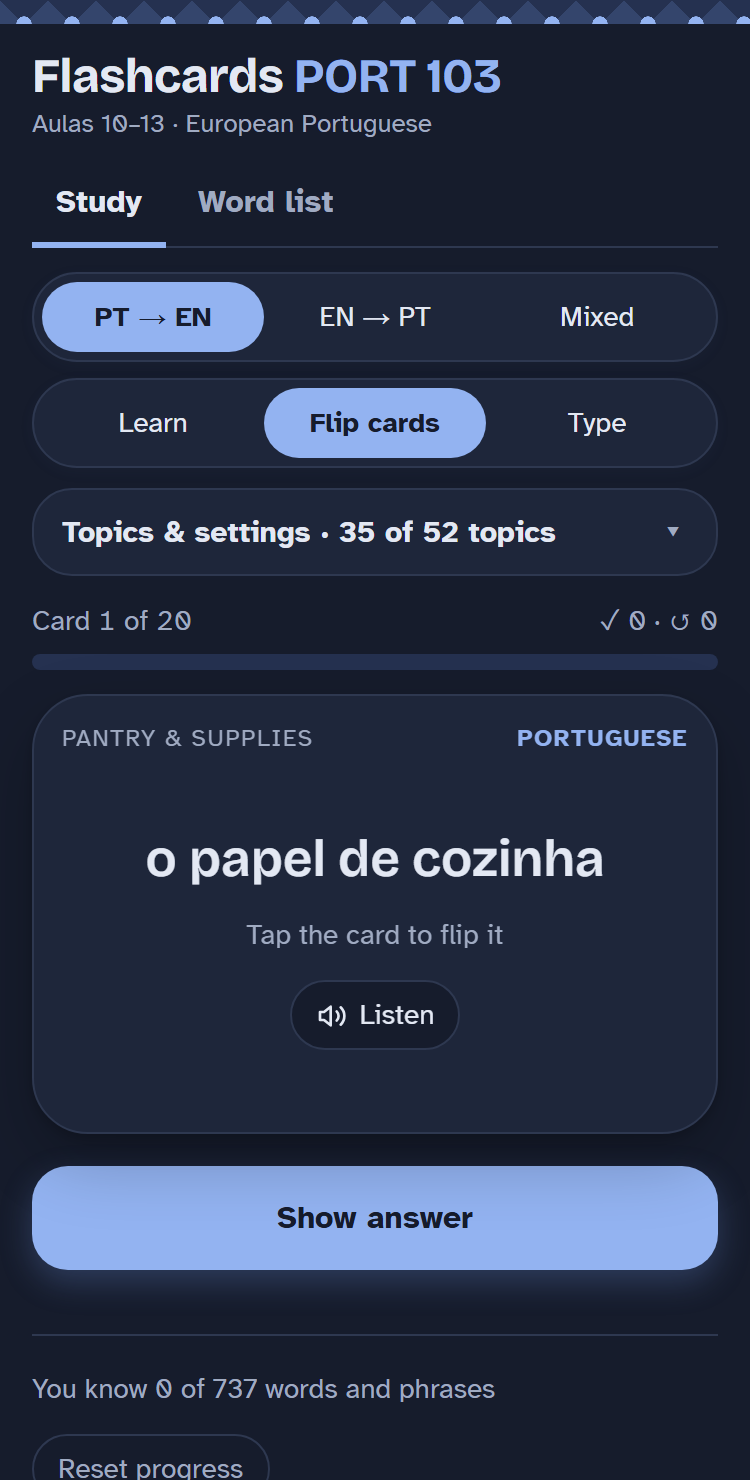 Flashcards PORT 103
Aulas 10–13 · European Portuguese
Study Word list
PT → EN EN → PT Mixed
Learn Flip cards Type
Topics & settings · 35 of 52 topics ▼
Card 1 of 20 ✓ 0 · ↺ 0
PANTRY & SUPPLIES PORTUGUESE
o papel de cozinha
Tap the card to flip it
Listen
Show answer
You know 0 of 737 words and phrases
Reset progress